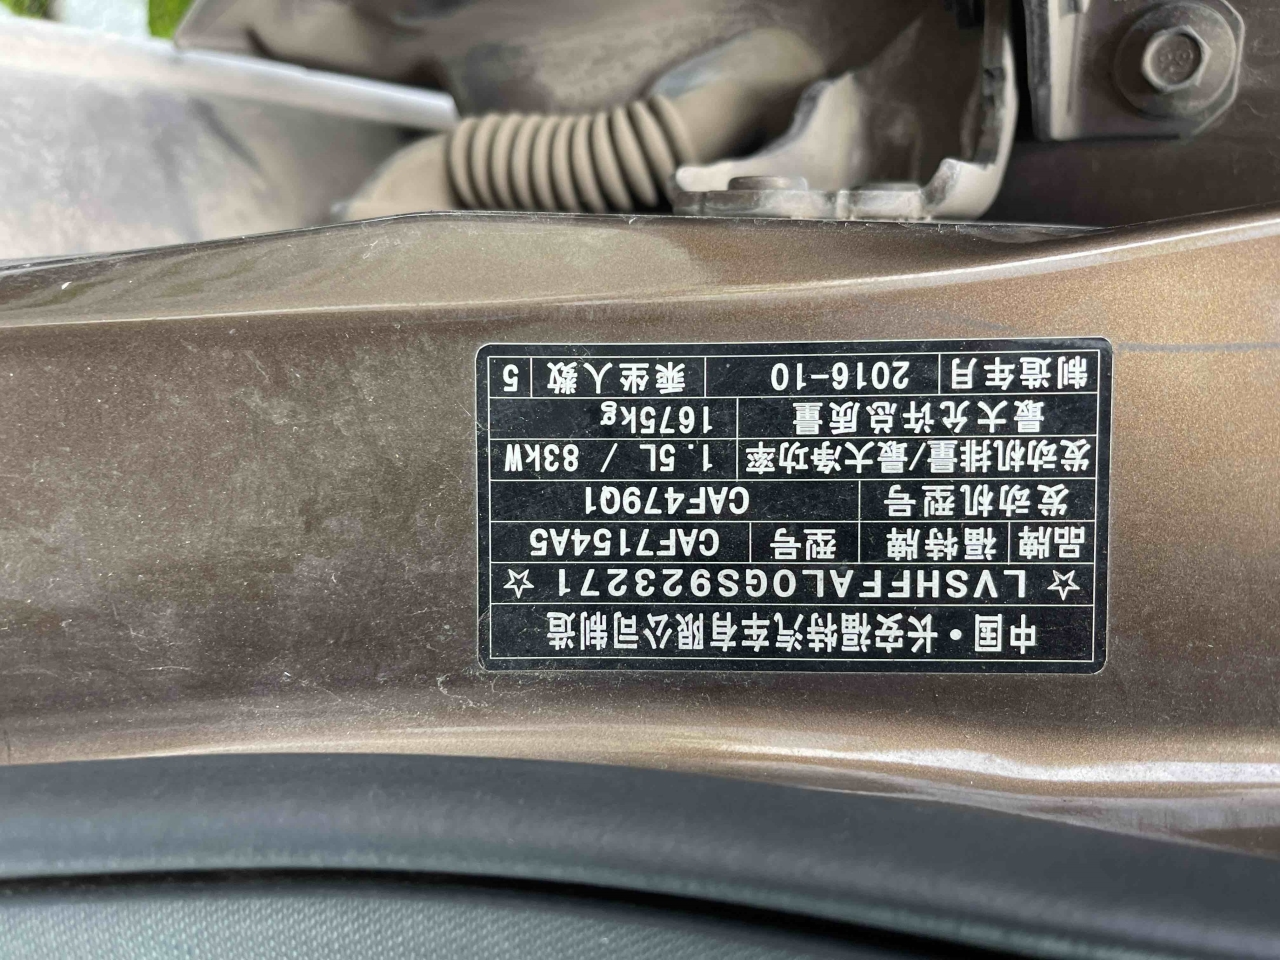 中国·长安福特汽车有限公司制造
☆ LVSHFFAL0GS923271 ☆
品牌 福特牌 型号 CAF7154A5
发动机型号 CAF479Q1
发动机排量/最大净功率 1.5L / 83kW
最大允许总质量 1675kg
制造年月 2016-10 乘坐人数 5